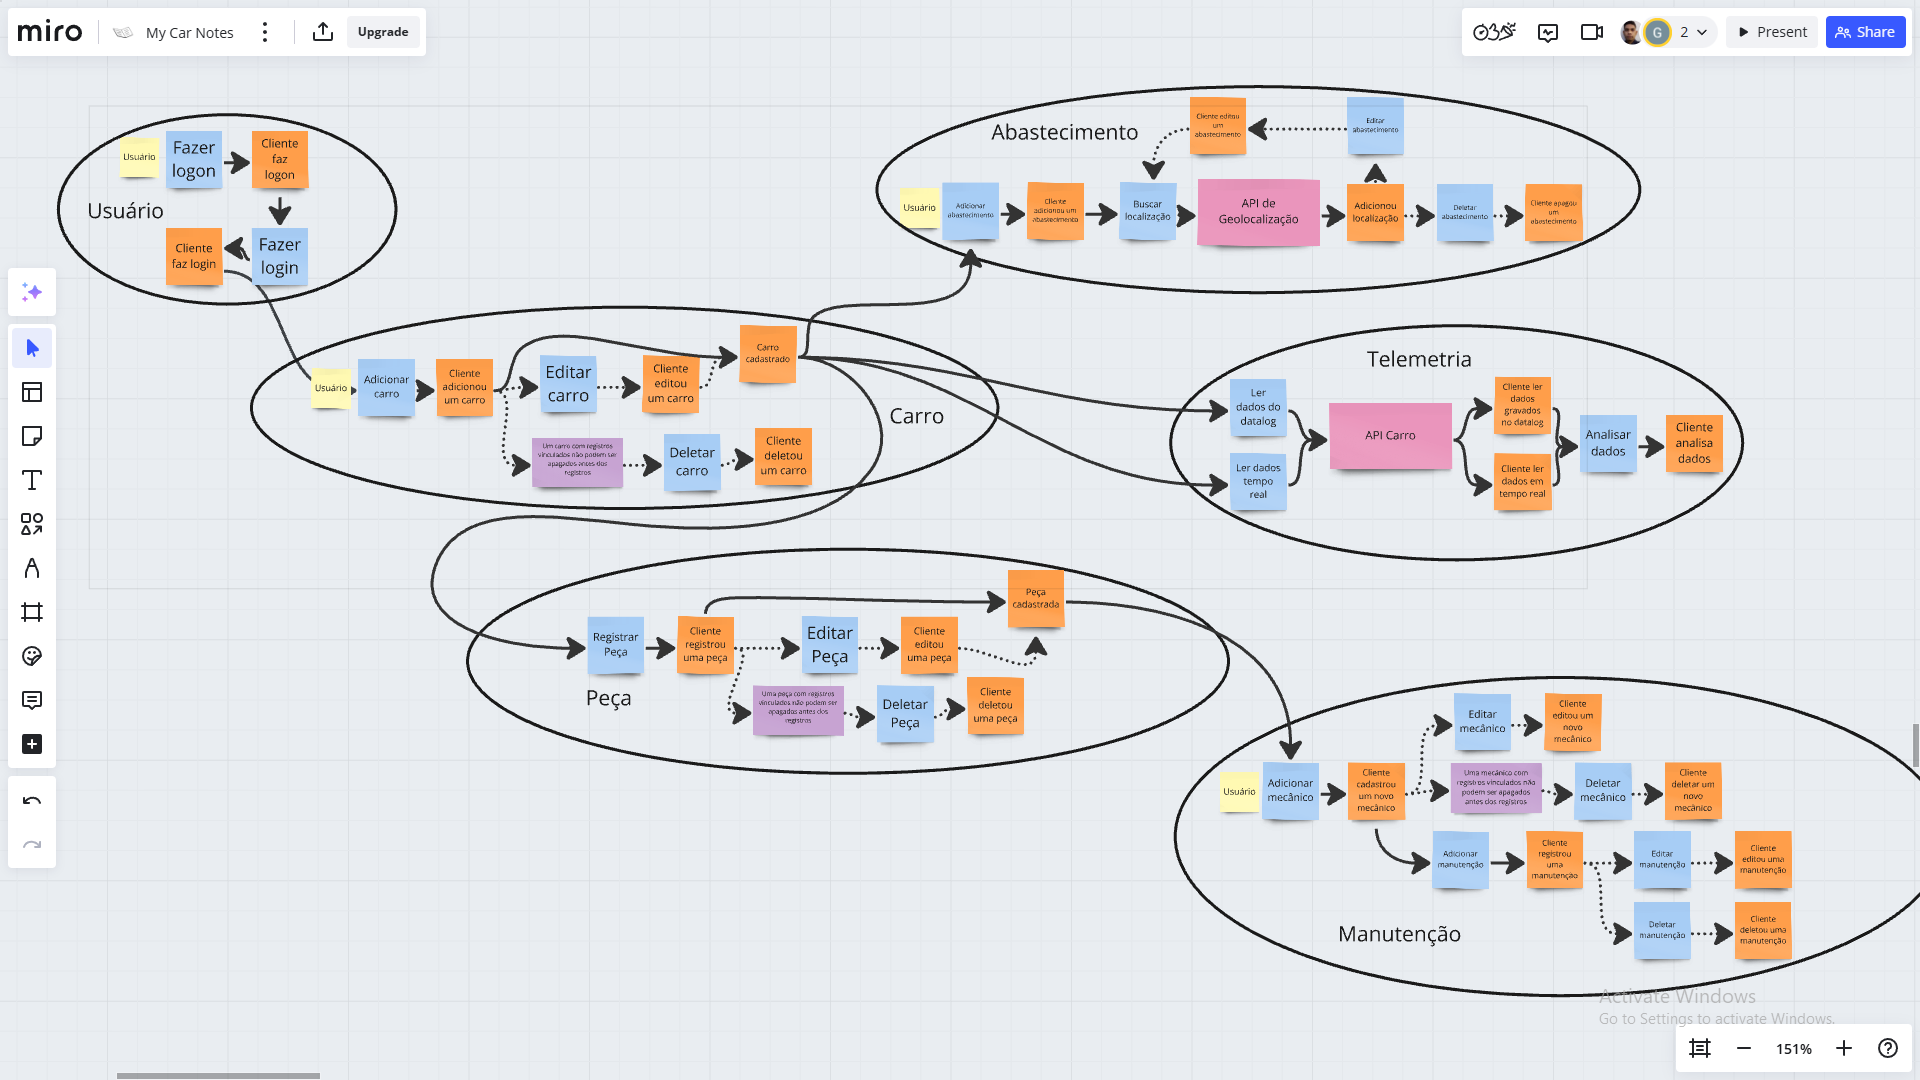 miro
My Car Notes
Upgrade
2
Present
Share
Usuário
Fazer
logon
Cliente
faz
logon
Usuário
Cliente
faz login
Fazer
login
Abastecimento
Cliente editou
um
abastecimento
Editar
abastecimento
Usuário
Adicionar
abastecimento
Cliente
adicionou um
abastecimento
Buscar
localização
API de
Geolocalização
Adicionou
localização
Deletar
abastecimento
Cliente apagou
um
abastecimento
Usuário
Adicionar
carro
Cliente
adicionou
um carro
Editar
carro
Cliente
editou
um carro
Carro
cadastrado
Carro
Um carro com registros
vinculados não podem ser
apagados antes dos
registros
Deletar
carro
Cliente
deletou
um carro
Telemetria
Ler
dados do
datalog
Ler dados
tempo
real
API Carro
Cliente ler
dados
gravados
no datalog
Cliente ler
dados em
tempo real
Analisar
dados
Cliente
analisa
dados
Peça
cadastrada
Registrar
Peça
Cliente
registrou
uma peça
Editar
Peça
Cliente
editou
uma peça
Peça
Uma peça com registros
vinculados não podem ser
apagados antes dos
registros
Deletar
Peça
Cliente
deletou
uma peça
Editar
mecânico
Cliente
editou um
novo
mecânico
Usuário
Adicionar
mecânico
Cliente
cadastrou
um novo
mecânico
Uma mecânico com
registros vinculados não
podem ser apagados
antes dos registros
Deletar
mecânico
Cliente
deletar um
novo
mecânico
Adicionar
manutenção
Cliente
registrou
uma
manutenção
Editar
manutenção
Cliente
editou uma
manutenção
Manutenção
Deletar
manutenção
Cliente
deletou uma
manutenção
Activate Windows
Go to Settings to activate Windows.
151%